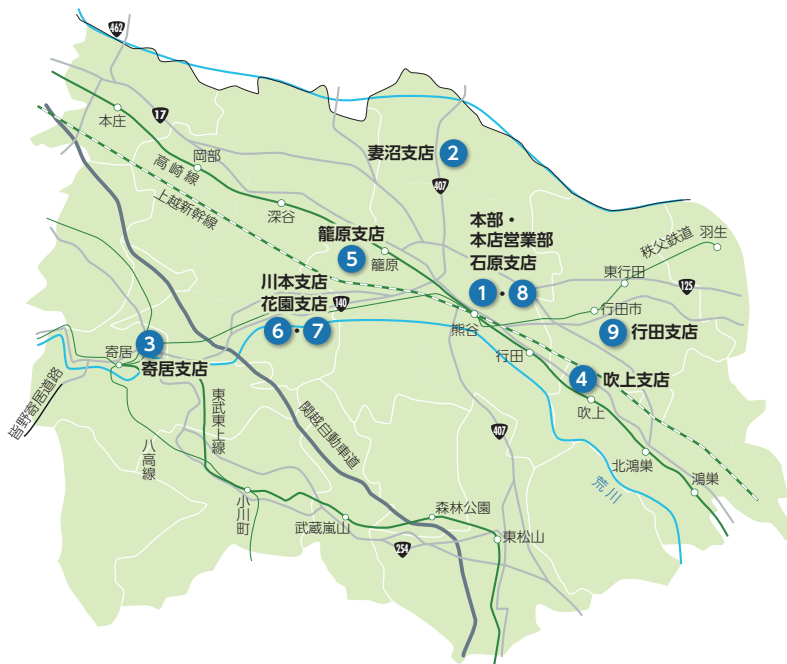 462
17
本庄
岡部
高崎線
上越新幹線
深谷
妻沼支店 2
407
籠原支店
5
籠原
本部・
本店営業部
石原支店
1・8
秩父鉄道
羽生
東行田
125
行田市
川本支店
花園支店
140
6・7
熊谷
9 行田支店
行田
3
寄居
寄居支店
4 吹上支店
吹上
皆野寄居道路
八高線
東武東上線
関越自動車道
407
荒川
北鴻巣
鴻巣
小川町
武蔵嵐山
森林公園
東松山
254